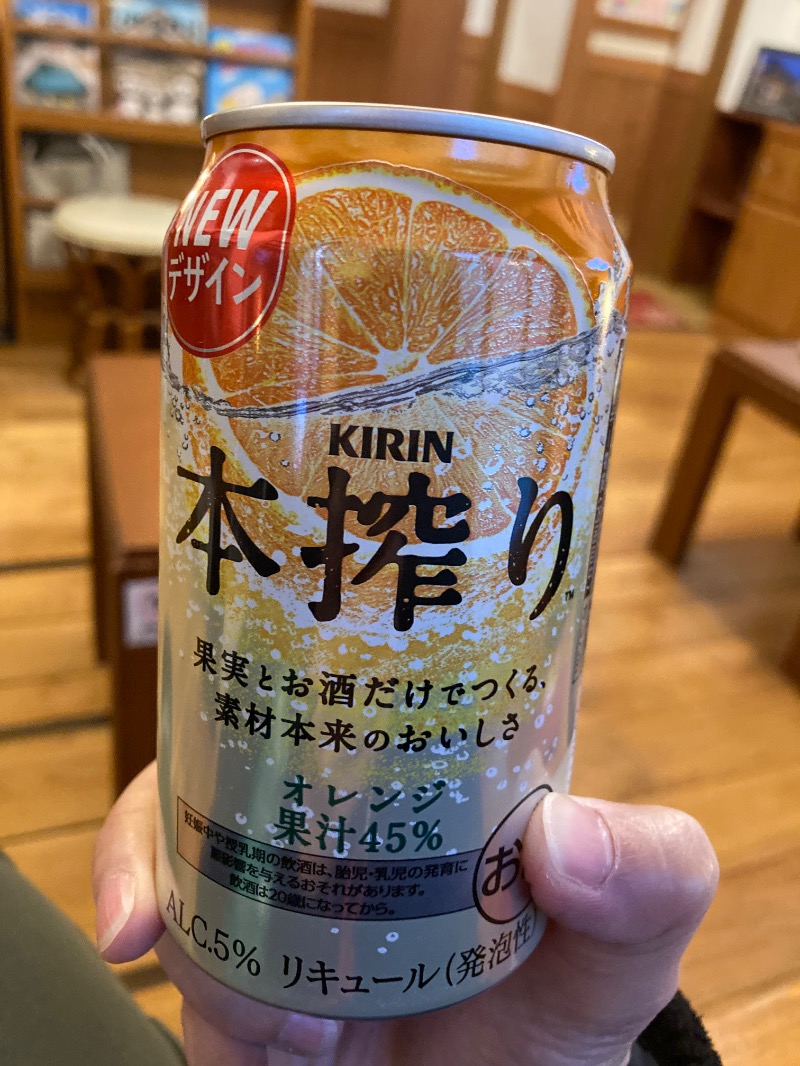 NEW
デザイン
KIRIN
本搾り™
果実とお酒だけでつくる、
素材本来のおいしさ
オレンジ
果汁45%
妊娠中や授乳期の飲酒は、胎児・乳児の発育に
悪影響を与えるおそれがあります。
飲酒は20歳になってから。
お
ALC.5% リキュール(発泡性)